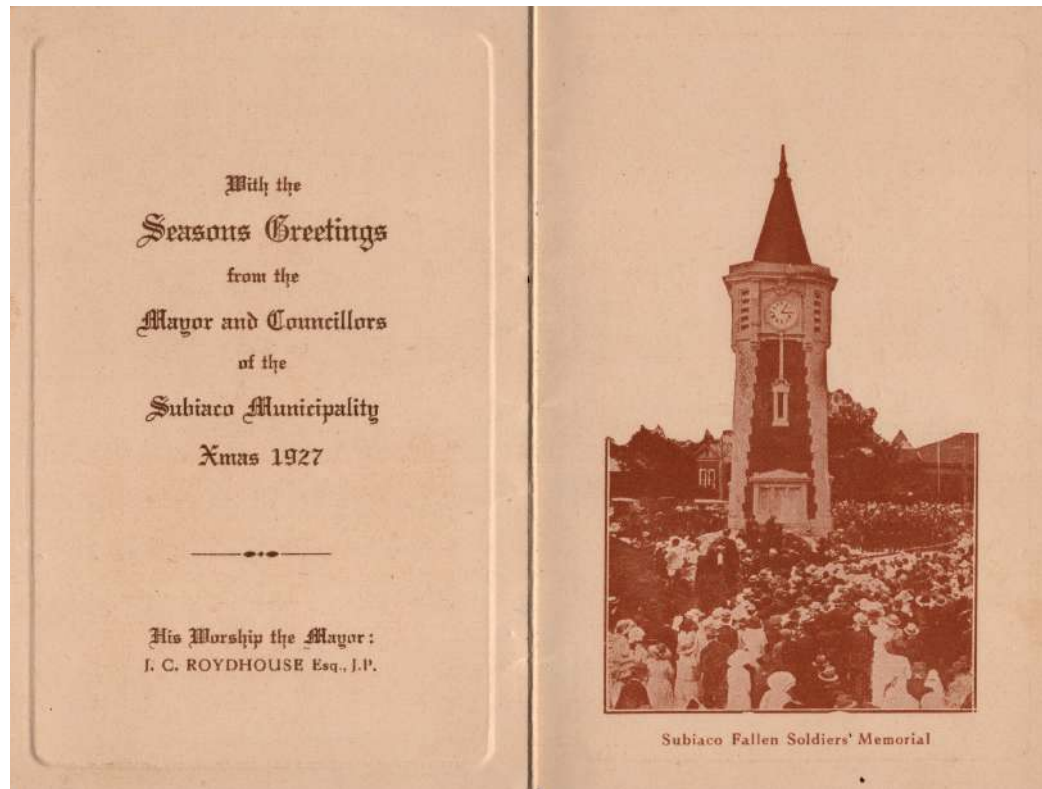 With the
Seasons Greetings
from the
Mayor and Councillors
of the
Subiaco Municipality
Xmas 1927
His Worship the Mayor:
J. C. ROYDHOUSE Esq., J.P.
Subiaco Fallen Soldiers' Memorial